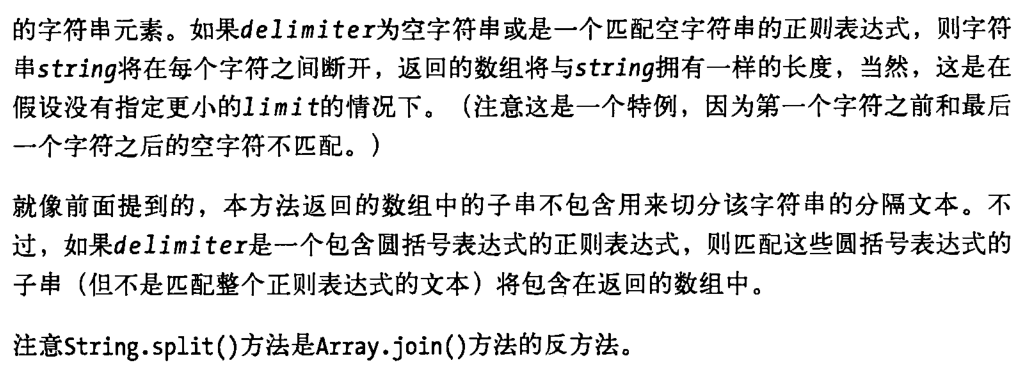 的字符串元素。如果delimiter为空字符串或是一个匹配空字符串的正则表达式，则字符
串string将在每个字符之间断开，返回的数组将与string拥有一样的长度，当然，这是在
假设没有指定更小的limit的情况下。（注意这是一个特例，因为第一个字符之前和最后
一个字符之后的空字符不匹配。）
就像前面提到的，本方法返回的数组中的子串不包含用来切分该字符串的分隔文本。不
过，如果delimiter是一个包含圆括号表达式的正则表达式，则匹配这些圆括号表达式的
子串（但不是匹配整个正则表达式的文本）将包含在返回的数组中。
注意String.split()方法是Array.join()方法的反方法。